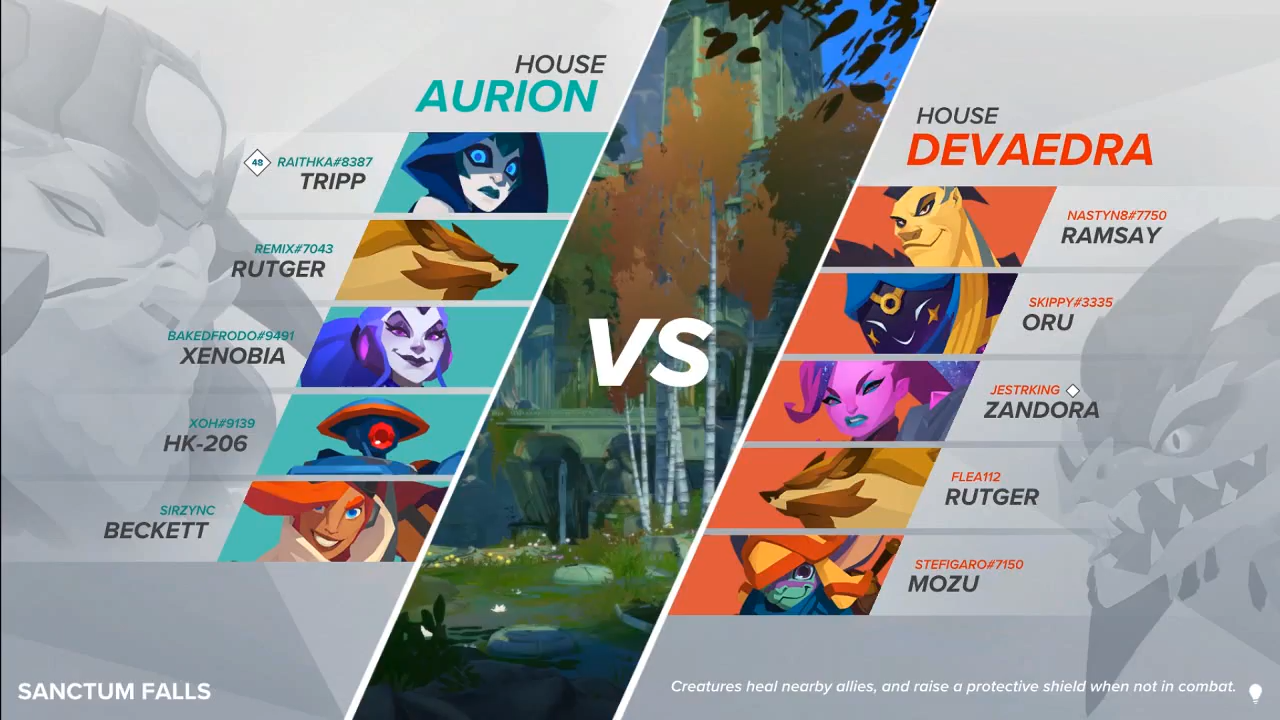 HOUSE
AURION
48 RAITHKA#8387
TRIPP
REMIX#7043
RUTGER
BAKEDFRODO#9491
XENOBIA
XOH#9139
HK-206
SIRZYNC
BECKETT
VS
HOUSE
DEVAEDRA
NASTYN8#7750
RAMSAY
SKIPPY#3335
ORU
JESTRKING
ZANDORA
FLEA112
RUTGER
STEFIGARO#7150
MOZU
SANCTUM FALLS
Creatures heal nearby allies, and raise a protective shield when not in combat.